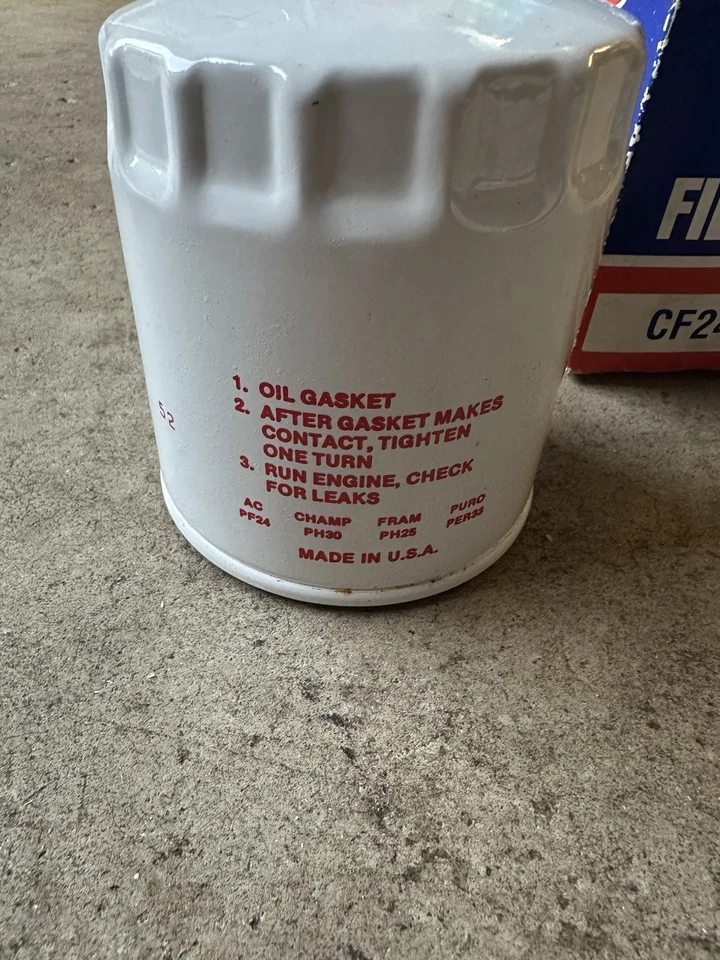 FI
CF24
52
1. OIL GASKET
2. AFTER GASKET MAKES
CONTACT, TIGHTEN
ONE TURN
3. RUN ENGINE, CHECK
FOR LEAKS
AC CHAMP FRAM PURO
PF24 PH30 PH25 PER33
MADE IN U.S.A.